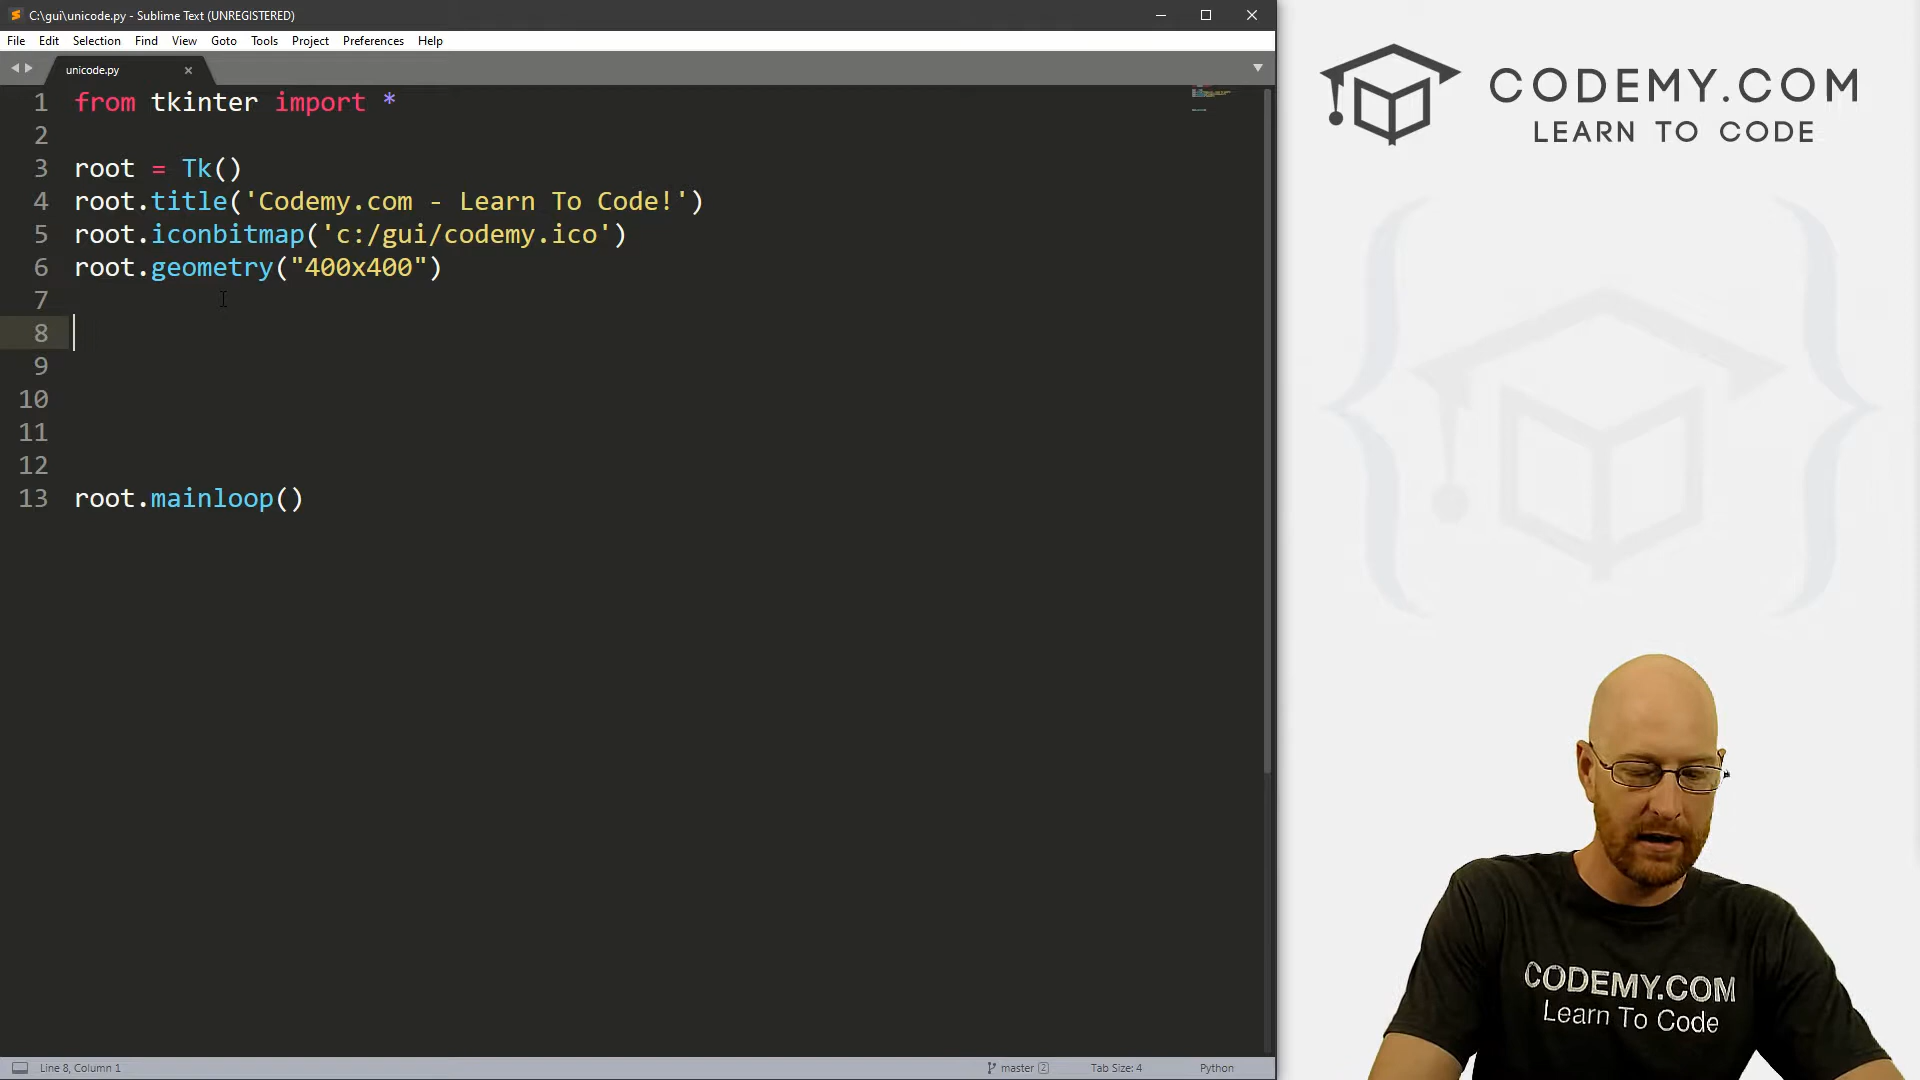 C:\gui\unicode.py - Sublime Text (UNREGISTERED)
File Edit Selection Find View Goto Tools Project Preferences Help
unicode.py
1 from tkinter import *
2
3 root = Tk()
4 root.title('Codemy.com - Learn To Code!')
5 root.iconbitmap('c:/gui/codemy.ico')
6 root.geometry("400x400")
7
8
9
10
11
12
13 root.mainloop()
Line 8, Column 1
master 2
Tab Size: 4
Python
CODEMY.COM
LEARN TO CODE
CODEMY.COM
Learn To Code